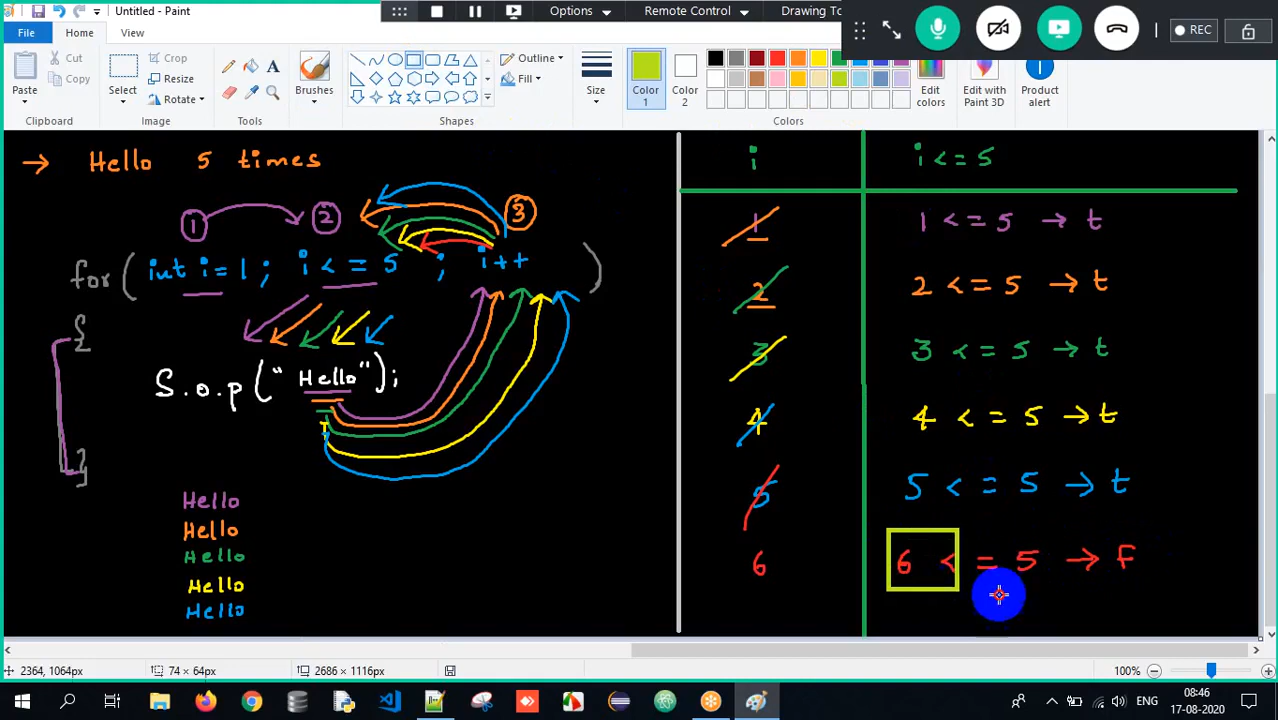 Untitled - Paint
Options
Remote Control
Drawing To
REC
File
Home
View
Paste
Cut
Copy
Clipboard
Select
Crop
Resize
Rotate
Image
A
Tools
Brushes
Outline
Fill
Shapes
Size
Color 1
Color 2
Edit colors
Colors
Edit with Paint 3D
Product alert
→ Hello 5 times
① ② ③
for ( int i = 1 ; i <= 5 ; i++ )
{
S.o.p ("Hello");
}
Hello
Hello
Hello
Hello
Hello
i i <= 5
1 1 <= 5 → t
2 2 <= 5 → t
3 3 <= 5 → t
4 4 <= 5 → t
5 5 <= 5 → t
6 6 <= 5 → F
2364, 1064px
74 × 64px
2686 × 1116px
100%
ENG
08:46
17-08-2020